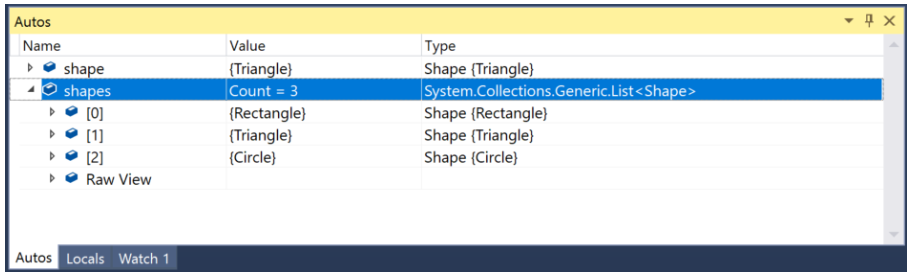 Autos
Name Value Type
shape {Triangle} Shape {Triangle}
shapes Count = 3 System.Collections.Generic.List<Shape>
[0] {Rectangle} Shape {Rectangle}
[1] {Triangle} Shape {Triangle}
[2] {Circle} Shape {Circle}
Raw View
Autos Locals Watch 1